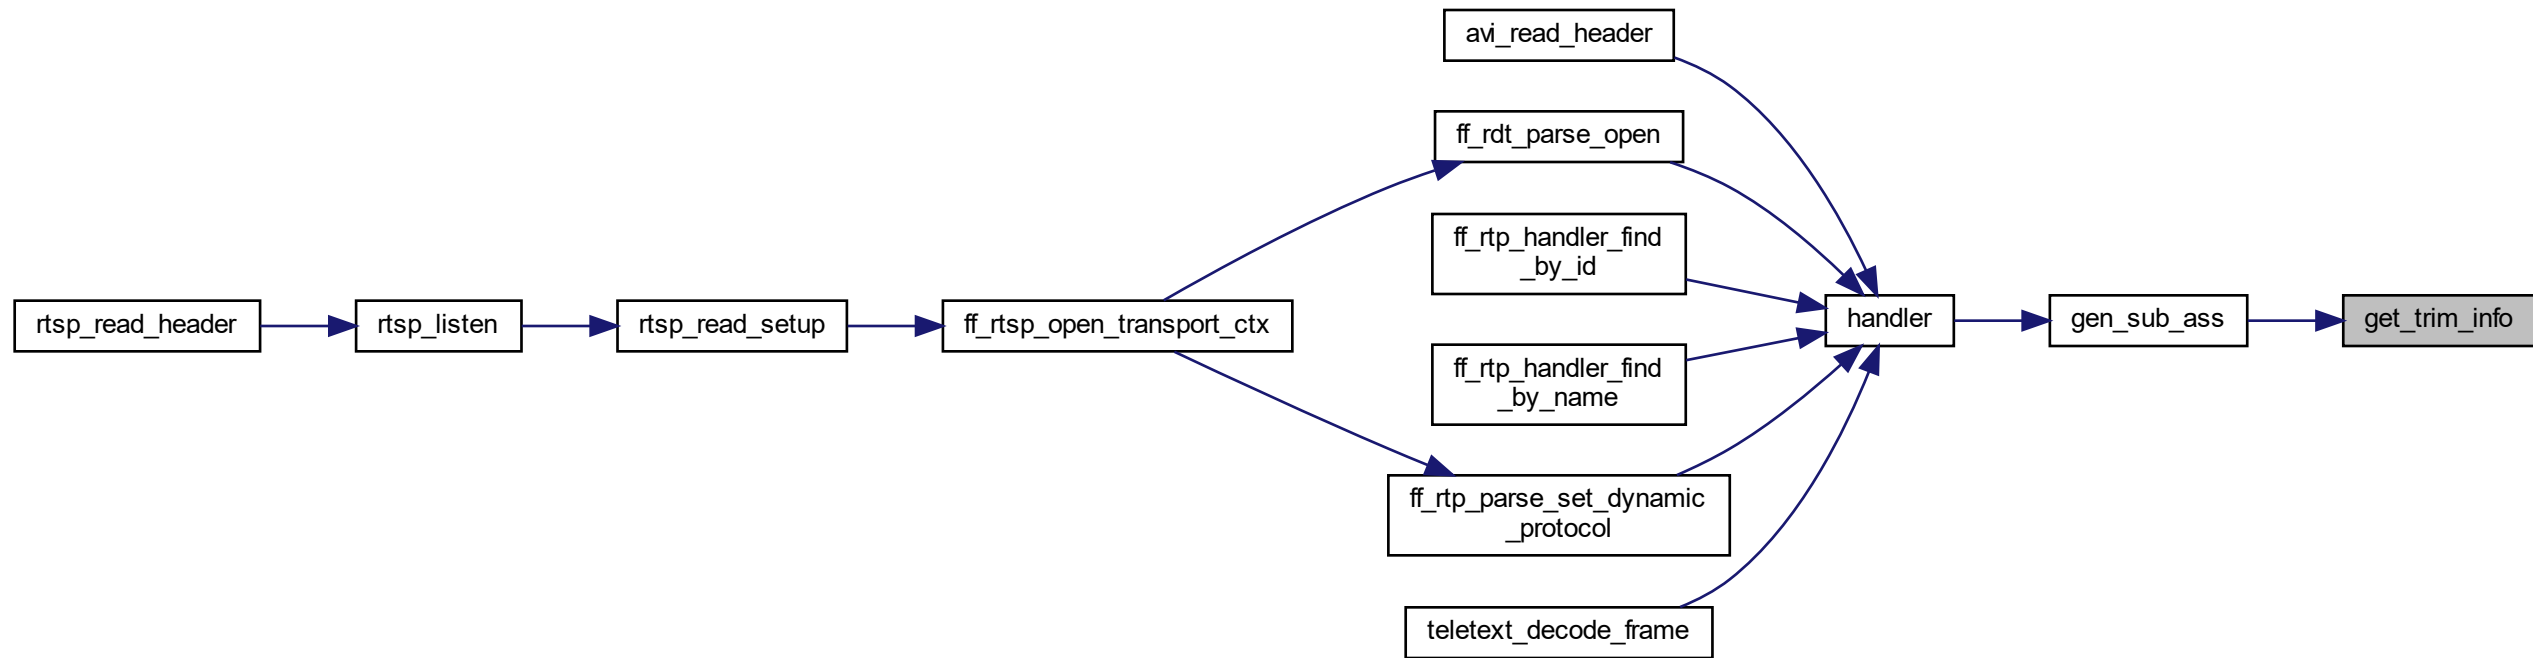 avi_read_header
ff_rdt_parse_open
ff_rtp_handler_find
_by_id
rtsp_read_header
rtsp_listen
rtsp_read_setup
ff_rtsp_open_transport_ctx
handler
gen_sub_ass
get_trim_info
ff_rtp_handler_find
_by_name
ff_rtp_parse_set_dynamic
_protocol
teletext_decode_frame